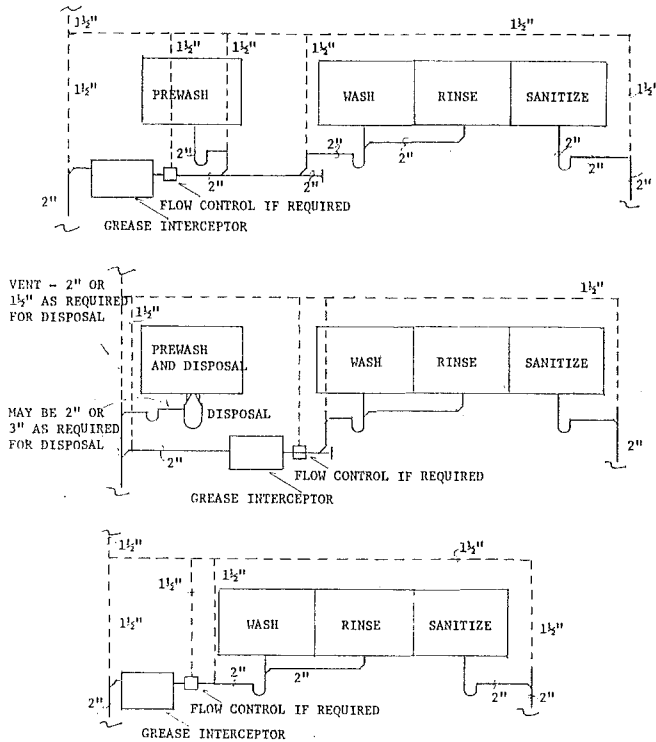 1½" 1½"
1½" 1½" 1½"
1½" 1½"
PREWASH WASH RINSE SANITIZE
2" 2" 2" 2"
2"
2" 2" 2" 2"
FLOW CONTROL IF REQUIRED
GREASE INTERCEPTOR
VENT - 2" OR 1½"
1½" AS REQUIRED
FOR DISPOSAL 1½"
PREWASH
AND DISPOSAL WASH RINSE SANITIZE
MAY BE 2" OR DISPOSAL
3" AS REQUIRED
FOR DISPOSAL 2"
2"
FLOW CONTROL IF REQUIRED
GREASE INTERCEPTOR
1½" 1½"
1½" 1½"
1½" WASH RINSE SANITIZE 1½"
2" 2" 2" 2" 2"
FLOW CONTROL IF REQUIRED
GREASE INTERCEPTOR